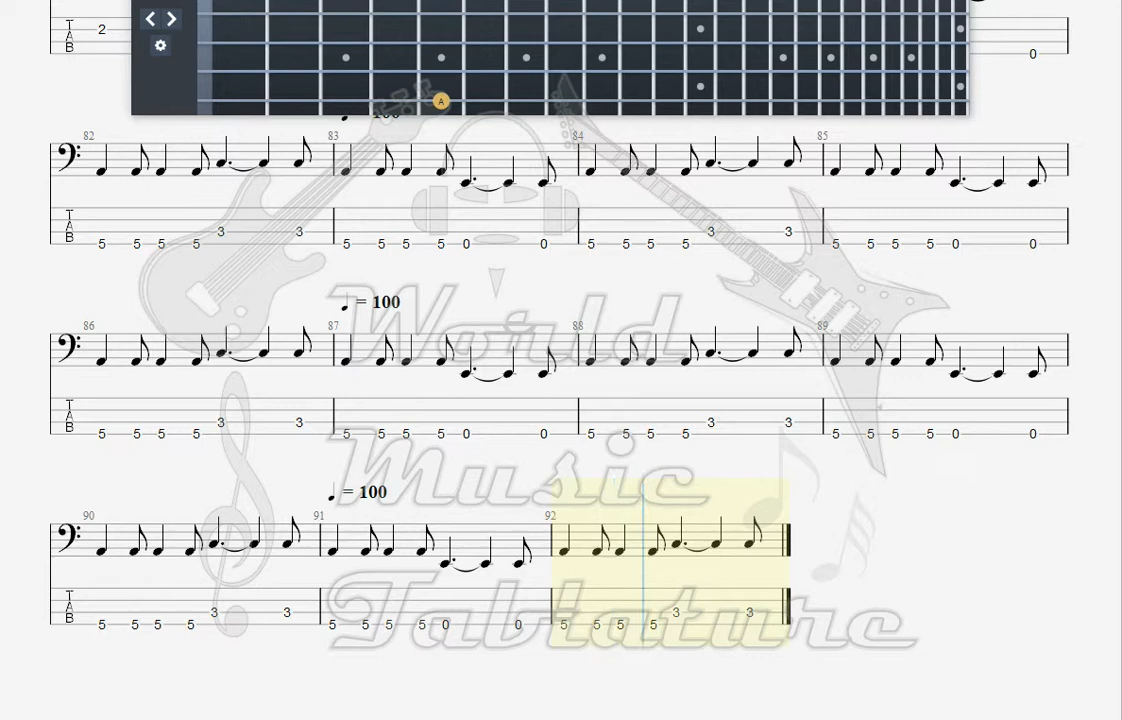 2
T
A
B
0
A
= 100
82 83 84 85
T
A
B
3 3 3 3
5 5 5 5 5 5 5 5 0 0 5 5 5 5 5 5 5 5 0 0
= 100
86 87 88 89
T
A
B
3 3 3 3
5 5 5 5 5 5 5 5 0 0 5 5 5 5 5 5 5 5 0 0
= 100
90 91 92
T
A
B
3 3 3 3
5 5 5 5 5 5 5 5 0 0 5 5 5 5
World
Music
Tablature